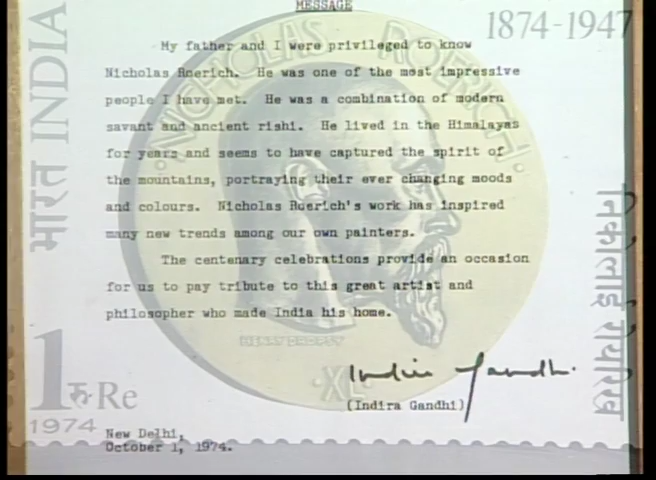 MESSAGE
1874-1947
भारत INDIA
NICHOLAS ROERICH
My father and I were privileged to know
Nicholas Roerich. He was one of the most impressive
people I have met. He was a combination of modern
savant and ancient rishi. He lived in the Himalayas
for years and seems to have captured the spirit of
the mountains, portraying their ever changing moods
and colours. Nicholas Roerich's work has inspired
many new trends among our own painters.
The centenary celebrations provide an occasion
for us to pay tribute to this great artist and
philosopher who made India his home.
निकोलाई रोयरिख
XL
Indira Gandhi
(Indira Gandhi)
1 रु Re
1974
New Delhi,
October 1, 1974.